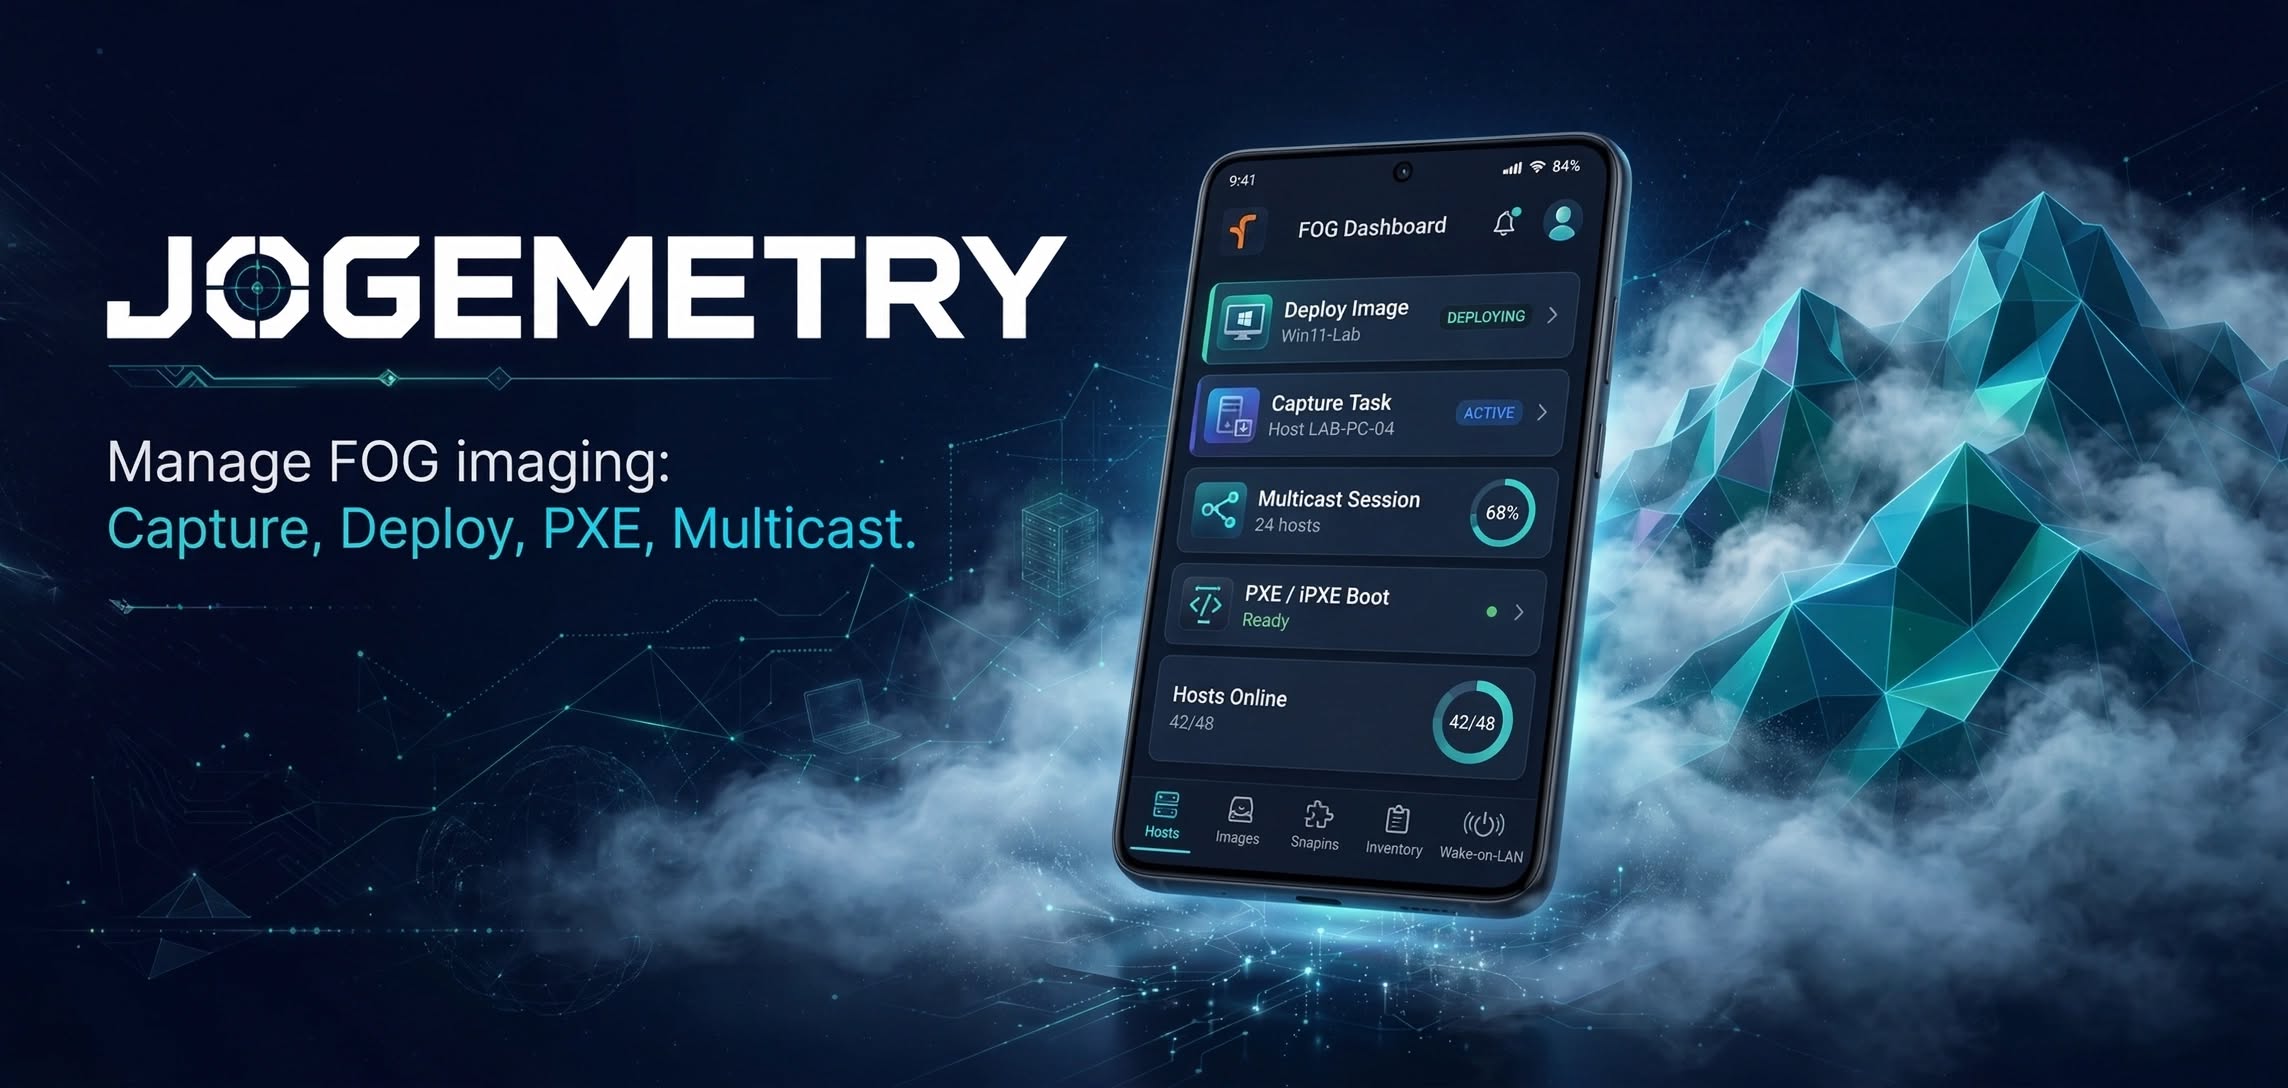 JOGEMETRY
Manage FOG imaging:
Capture, Deploy, PXE, Multicast.
9:41
84%
FOG Dashboard
Deploy Image
Win11-Lab
DEPLOYING
Capture Task
Host LAB-PC-04
ACTIVE
Multicast Session
24 hosts
68%
PXE / iPXE Boot
Ready
Hosts Online
42/48
42/48
Hosts
Images
Snapins
Inventory
Wake-on-LAN